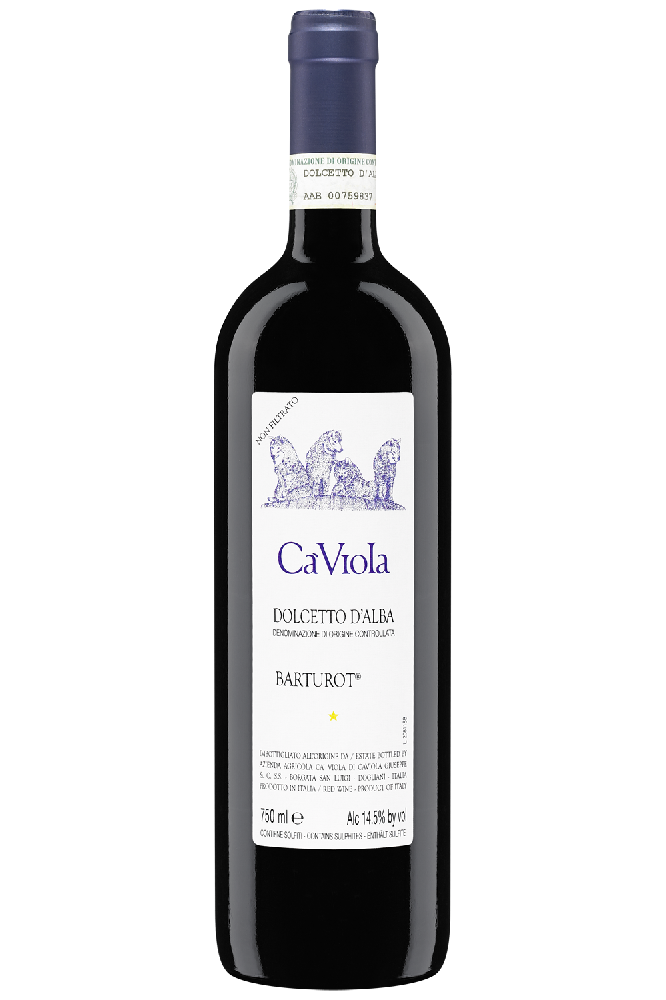 OMINAZIONE DI ORIGINE CONT
DOLCETTO D'AL
AAB 00759837
NON FILTRATO
Cà Viola
DOLCETTO D'ALBA
DENOMINAZIONE DI ORIGINE CONTROLLATA
BARTUROT®
L. 20811SB
IMBOTTIGLIATO ALL'ORIGINE DA / ESTATE BOTTLED BY
AZIENDA AGRICOLA CA' VIOLA DI CAVIOLA GIUSEPPE
& C. S.S. - BORGATA SAN LUIGI - DOGLIANI - ITALIA
PRODOTTO IN ITALIA / RED WINE - PRODUCT OF ITALY
750 ml ℮ Alc 14.5% by vol
CONTIENE SOLFITI - CONTAINS SULPHITES - ENTHÄLT SULFITE